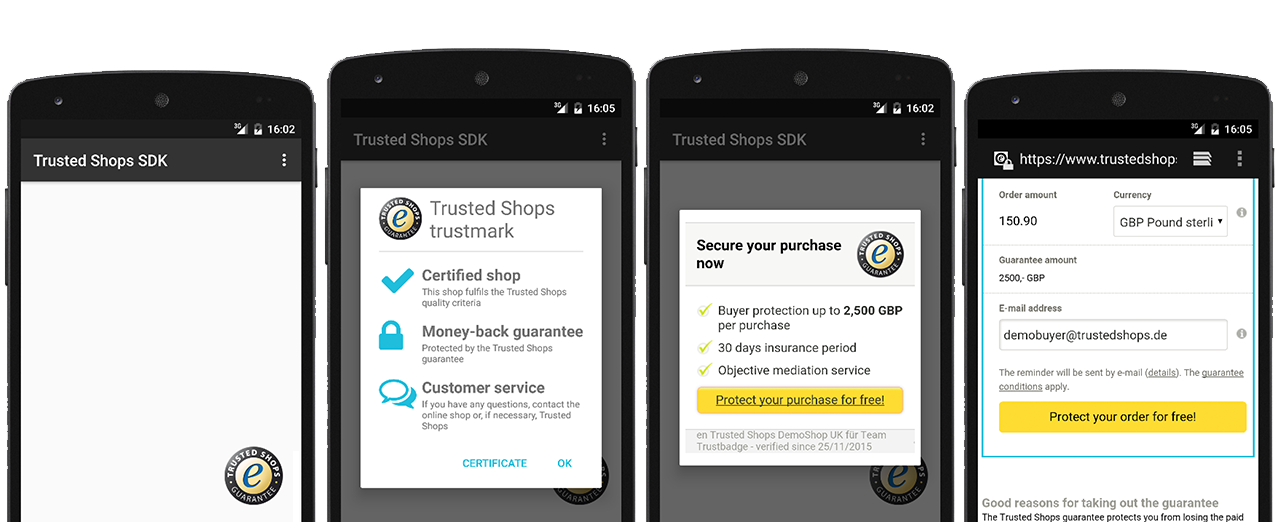 3G 16:02
Trusted Shops SDK
TRUSTED SHOPS
e
GUARANTEE
3G 16:05
Trusted Shops SDK
TRUSTED SHOPS
e
GUARANTEE
Trusted Shops
trustmark
Certified shop
This shop fulfils the Trusted Shops
quality criteria
Money-back guarantee
Protected by the Trusted Shops
guarantee
Customer service
If you have any questions, contact the
online shop or, if necessary, Trusted
Shops
CERTIFICATE OK
GUARANTEE
3G 16:02
Trusted Shops SDK
Secure your purchase
now
TRUSTED SHOPS
e
GUARANTEE
Buyer protection up to 2,500 GBP
per purchase
30 days insurance period
Objective mediation service
Protect your purchase for free!
en Trusted Shops DemoShop UK für Team
Trustbadge - verified since 25/11/2015
GUARANTEE
3G 16:05
https://www.trustedshops
Order amount Currency
150.90 GBP Pound sterli
Guarantee amount
2500,- GBP
E-mail address
demobuyer@trustedshops.de
The reminder will be sent by e-mail (details). The guarantee
conditions apply.
Protect your order for free!
Good reasons for taking out the guarantee
The Trusted Shops guarantee protects you from losing the paid